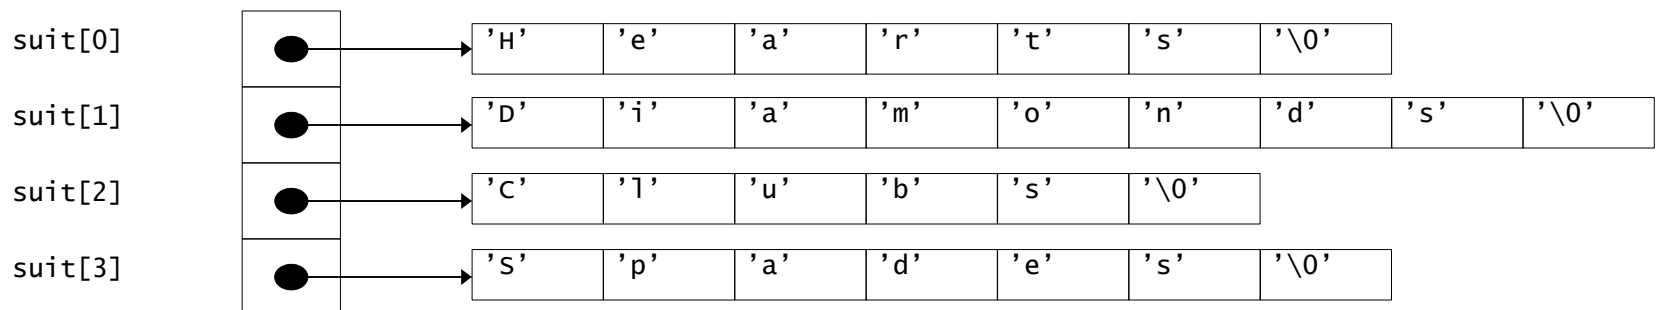 suit[0] ’H’ ’e’ ’a’ ’r’ ’t’ ’s’ ’\0’
suit[1] ’D’ ’i’ ’a’ ’m’ ’o’ ’n’ ’d’ ’s’ ’\0’
suit[2] ’C’ ’l’ ’u’ ’b’ ’s’ ’\0’
suit[3] ’S’ ’p’ ’a’ ’d’ ’e’ ’s’ ’\0’